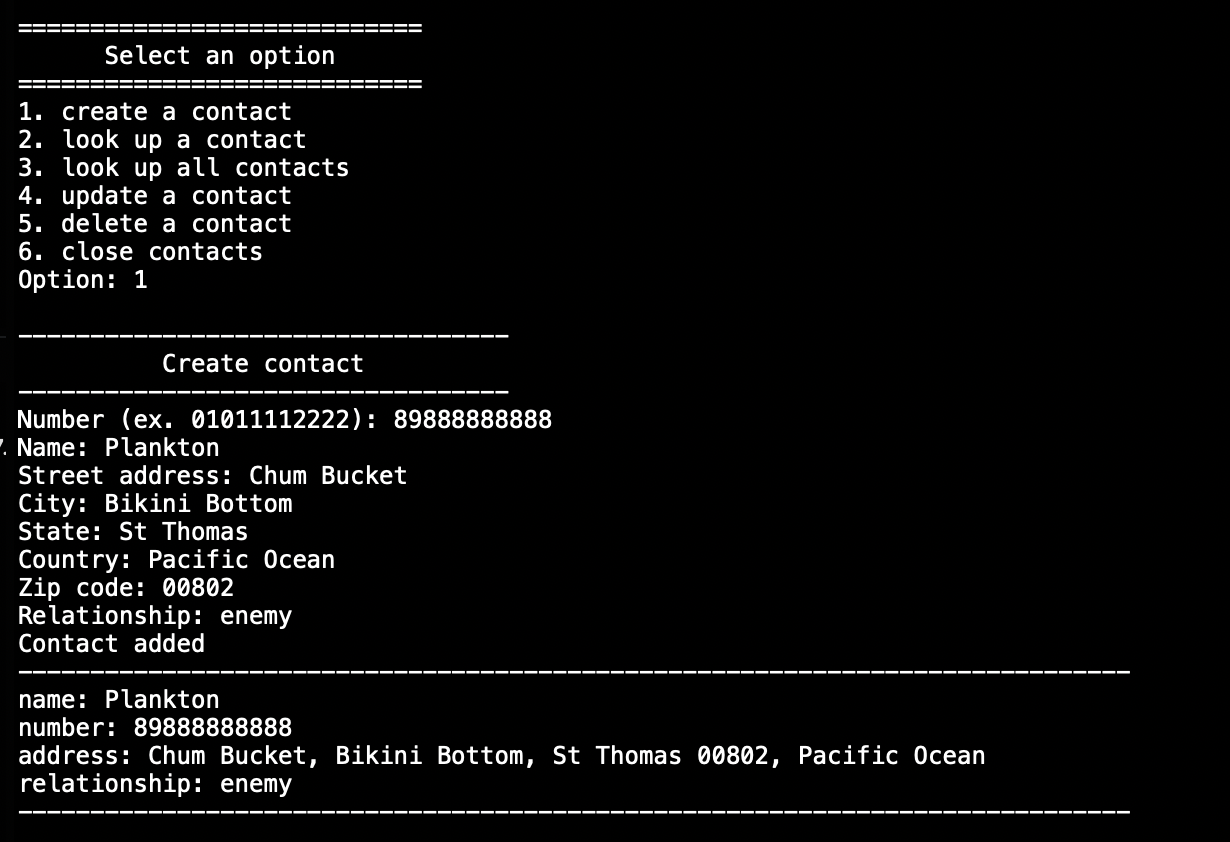 ============================
Select an option
============================
1. create a contact
2. look up a contact
3. look up all contacts
4. update a contact
5. delete a contact
6. close contacts
Option: 1
----------------------------------
Create contact
----------------------------------
Number (ex. 01011112222): 89888888888
Name: Plankton
Street address: Chum Bucket
City: Bikini Bottom
State: St Thomas
Country: Pacific Ocean
Zip code: 00802
Relationship: enemy
Contact added
-----------------------------------------------------------------------------
name: Plankton
number: 89888888888
address: Chum Bucket, Bikini Bottom, St Thomas 00802, Pacific Ocean
relationship: enemy
-----------------------------------------------------------------------------